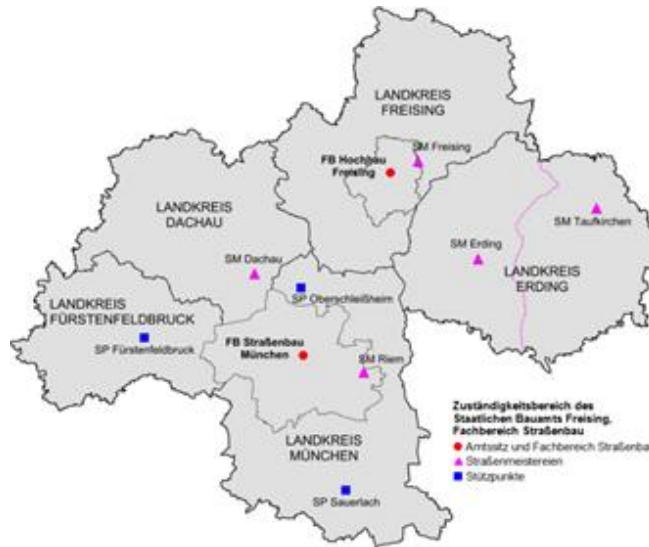 LANDKREIS
FREISING
SM Freising
FB Hochbau
Freising
LANDKREIS
DACHAU
SM Taufkirchen
SM Erding
SM Dachau
LANDKREIS
ERDING
LANDKREIS
FÜRSTENFELDBRUCK
SP Oberschleißheim
SP Fürstenfeldbruck
FB Straßenbau
München
SM Riem
LANDKREIS
MÜNCHEN
SP Sauerlach
Zuständigkeitsbereich des
Staatlichen Bauamts Freising,
Fachbereich Straßenbau
Amtssitz und Fachbereich Straßenba
Straßenmeistereien
Stützpunkte